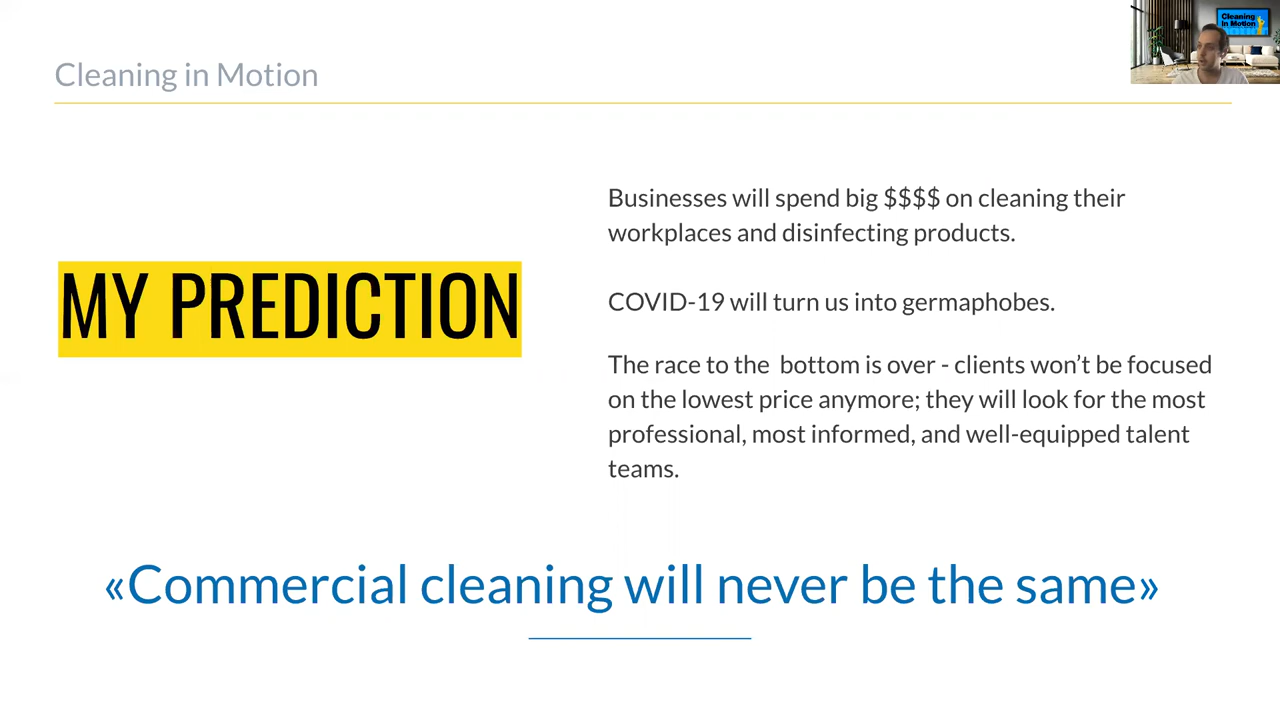 Cleaning
In Motion
Cleaning in Motion
Businesses will spend big $$$$ on cleaning their
workplaces and disinfecting products.
MY PREDICTION
COVID-19 will turn us into germaphobes.
The race to the  bottom is over - clients won’t be focused
on the lowest price anymore; they will look for the most
professional, most informed, and well-equipped talent
teams.
«Commercial cleaning will never be the same»